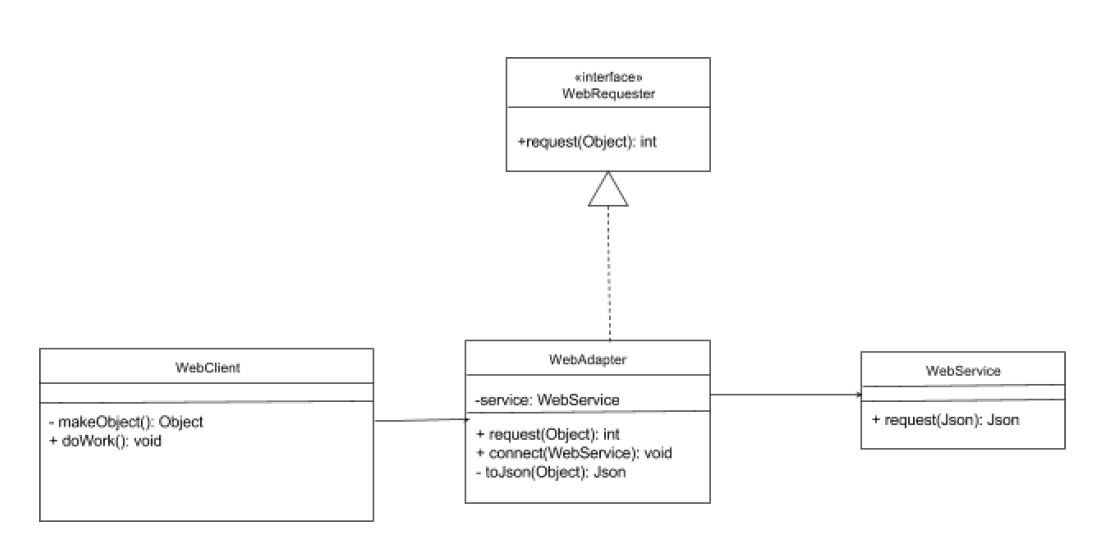 «interface»
WebRequester
+request(Object): int
WebClient
- makeObject(): Object
+ doWork(): void
WebAdapter
-service: WebService
+ request(Object): int
+ connect(WebService): void
- toJson(Object): Json
WebService
+ request(Json): Json